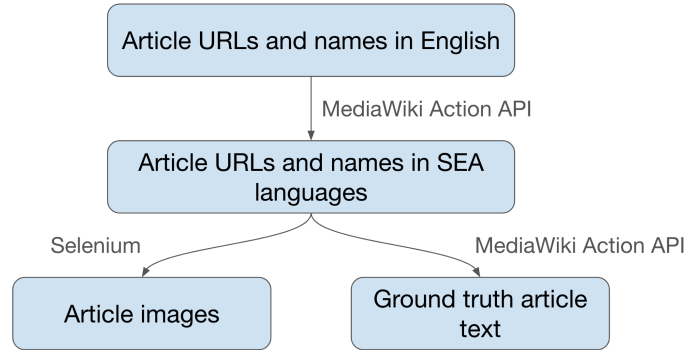 Article URLs and names in English
MediaWiki Action API
Article URLs and names in SEA
languages
Selenium
MediaWiki Action API
Article images
Ground truth article
text